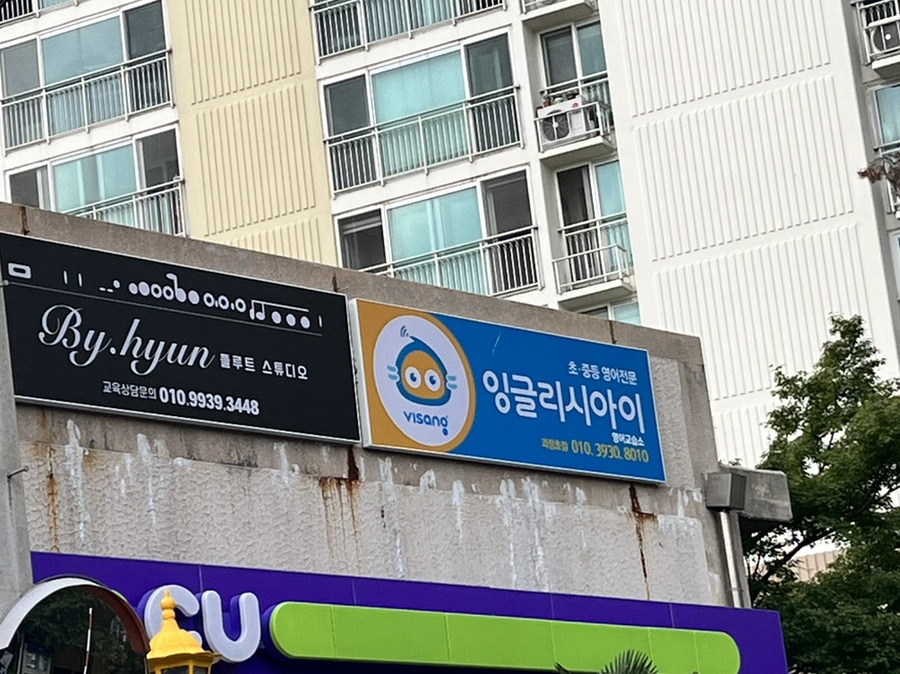 By.hyun 플루트 스튜디오
교육상담문의 010.9939.3448
visang
초·중등 영어전문
잉글리시아이
영어교습소
010. 3930. 8010
CU